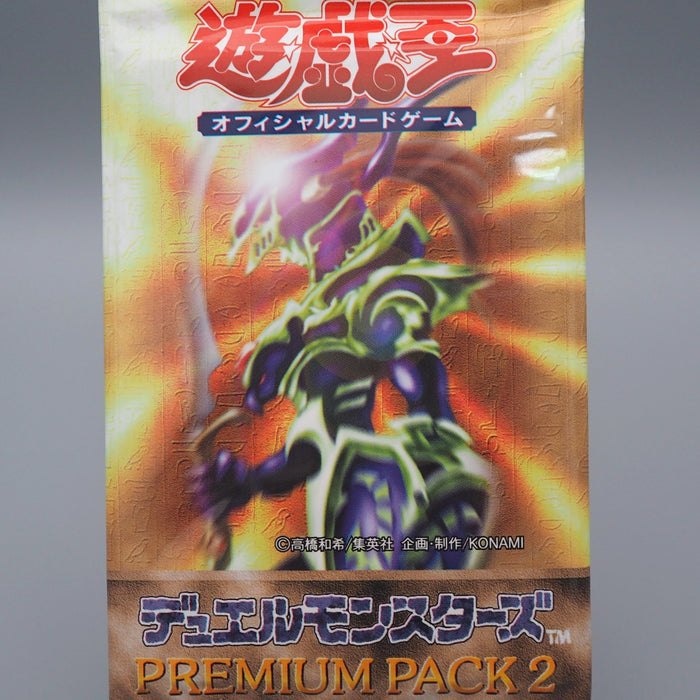 遊戯王
オフィシャルカードゲーム
©高橋和希/集英社 企画・制作/KONAMI
デュエルモンスターズ™
PREMIUM PACK 2